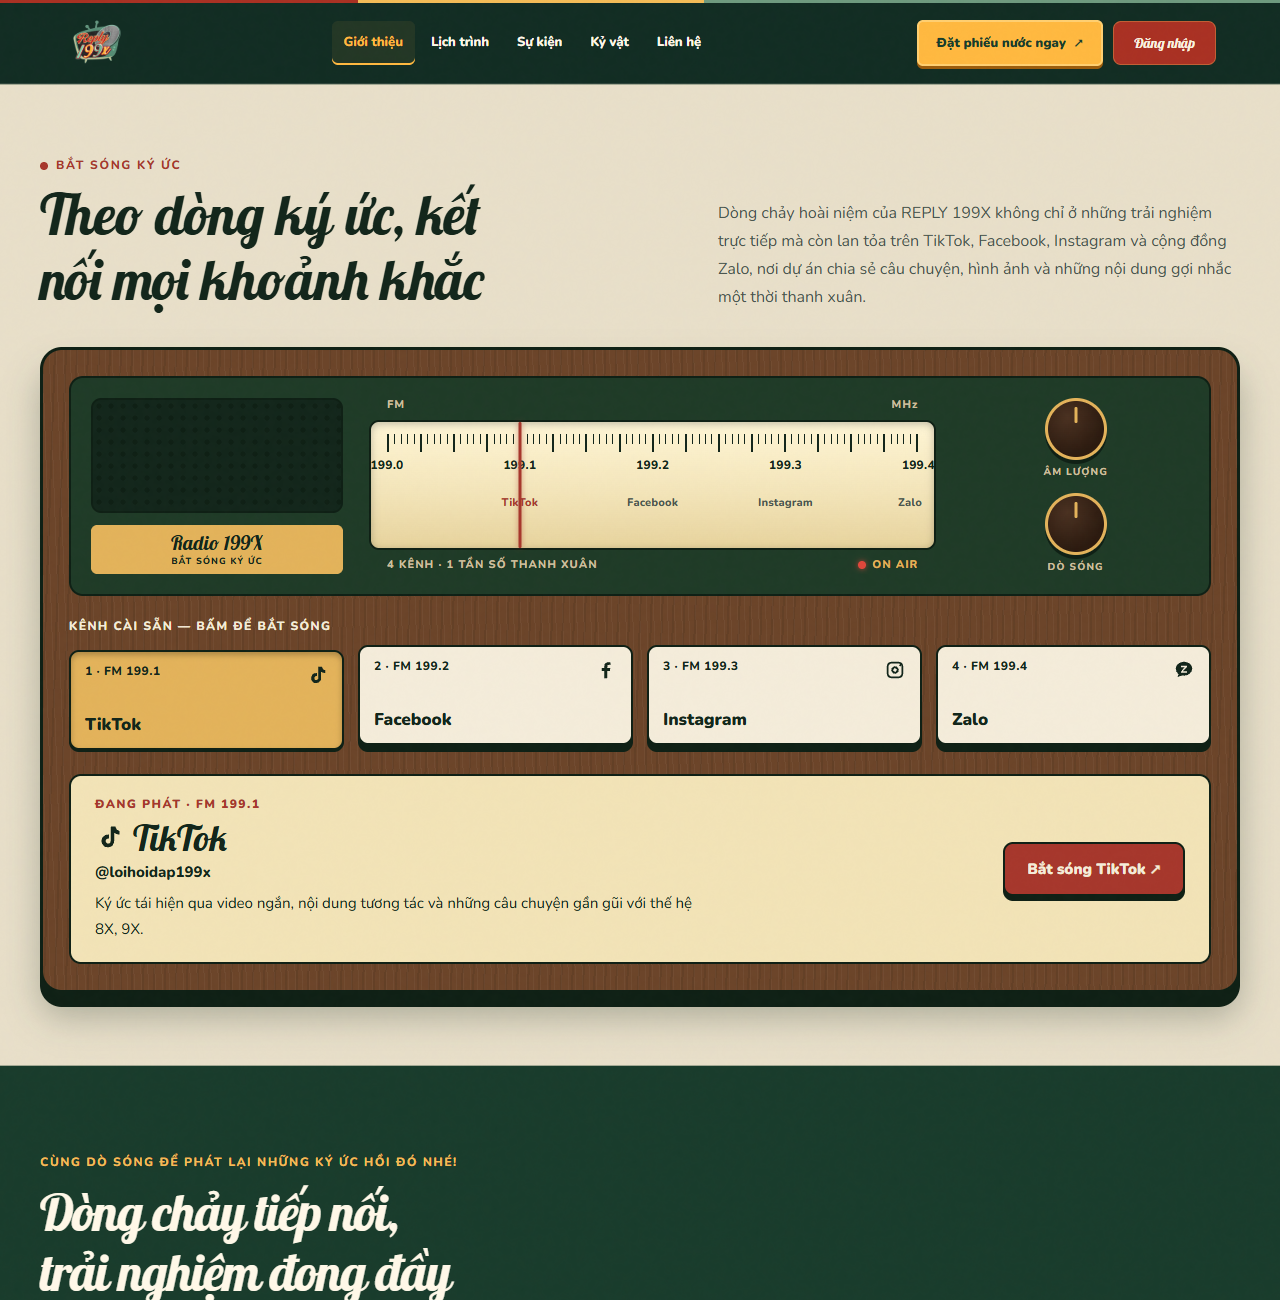 Reply
199x
Giới thiệu
Lịch trình
Sự kiện
Kỷ vật
Liên hệ
Đặt phiếu nước ngay ↗
Đăng nhập
BẮT SÓNG KÝ ỨC
Theo dòng ký ức, kết
nối mọi khoảnh khắc
Dòng chảy hoài niệm của REPLY 199X không chỉ ở những trải nghiệm
trực tiếp mà còn lan tỏa trên TikTok, Facebook, Instagram và cộng đồng
Zalo, nơi dự án chia sẻ câu chuyện, hình ảnh và những nội dung gợi nhắc
một thời thanh xuân.
FM
MHz
199.0
199.1
199.2
199.3
199.4
TikTok
Facebook
Instagram
Zalo
4 KÊNH · 1 TẦN SỐ THANH XUÂN
ON AIR
Radio 199X
BẮT SÓNG KÝ ỨC
ÂM LƯỢNG
DÒ SÓNG
KÊNH CÀI SẴN — BẤM ĐỂ BẮT SÓNG
1 · FM 199.1
TikTok
2 · FM 199.2
Facebook
3 · FM 199.3
Instagram
4 · FM 199.4
Zalo
ĐANG PHÁT · FM 199.1
TikTok
@loihoidap199x
Ký ức tái hiện qua video ngắn, nội dung tương tác và những câu chuyện gần gũi với thế hệ
8X, 9X.
Bắt sóng TikTok ↗
CÙNG DÒ SÓNG ĐỂ PHÁT LẠI NHỮNG KÝ ỨC HỒI ĐÓ NHÉ!
Dòng chảy tiếp nối,
trải nghiệm đong đầy